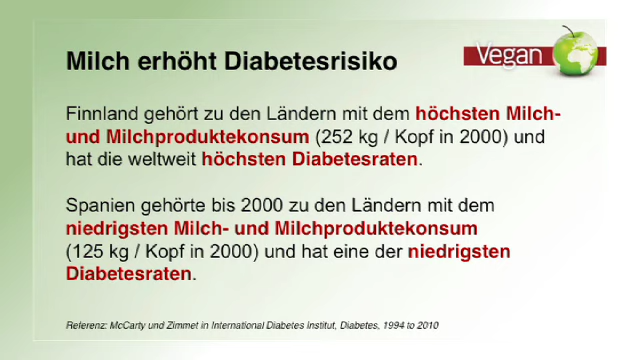 Milch erhöht Diabetesrisiko
Vegan
Finnland gehört zu den Ländern mit dem höchsten Milch-
und Milchproduktekonsum (252 kg / Kopf in 2000) und
hat die weltweit höchsten Diabetesraten.
Spanien gehörte bis 2000 zu den Ländern mit dem
niedrigsten Milch- und Milchproduktekonsum
(125 kg / Kopf in 2000) und hat eine der niedrigsten
Diabetesraten.
Referenz: McCarty und Zimmet in International Diabetes Institut, Diabetes, 1994 to 2010